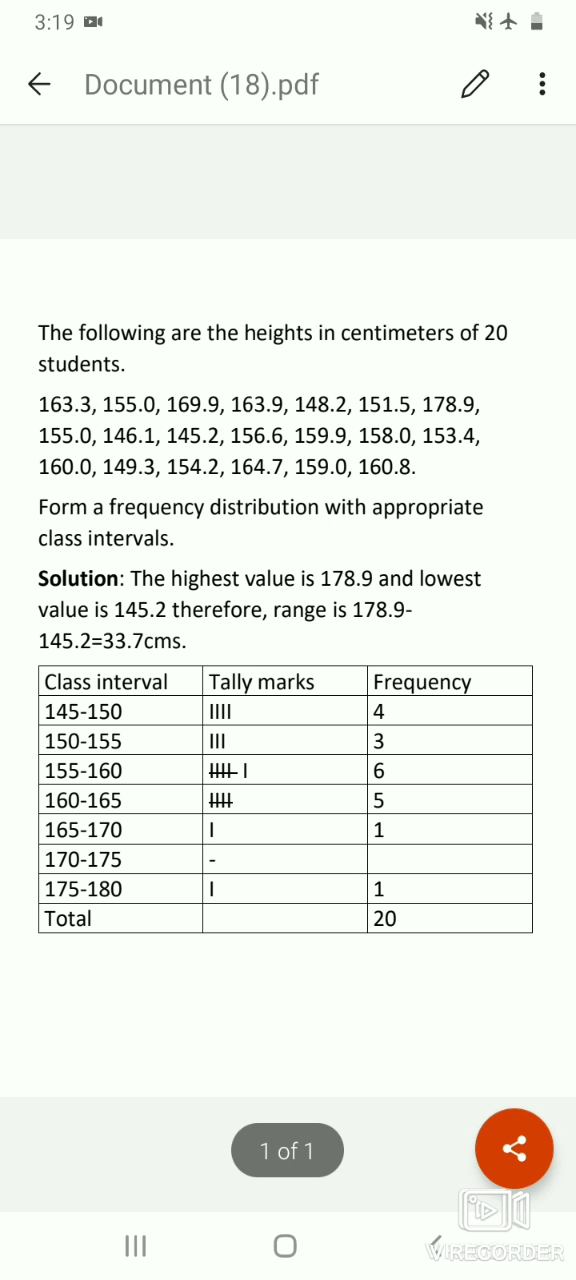 3:19
Document (18).pdf
The following are the heights in centimeters of 20
students.
163.3, 155.0, 169.9, 163.9, 148.2, 151.5, 178.9,
155.0, 146.1, 145.2, 156.6, 159.9, 158.0, 153.4,
160.0, 149.3, 154.2, 164.7, 159.0, 160.8.
Form a frequency distribution with appropriate
class intervals.
Solution: The highest value is 178.9 and lowest
value is 145.2 therefore, range is 178.9-
145.2=33.7cms.
Class interval Tally marks Frequency
145-150 IIII 4
150-155 III 3
155-160 IIII I 6
160-165 IIII 5
165-170 I 1
170-175 -
175-180 I 1
Total 20
1 of 1
VIRECORDER